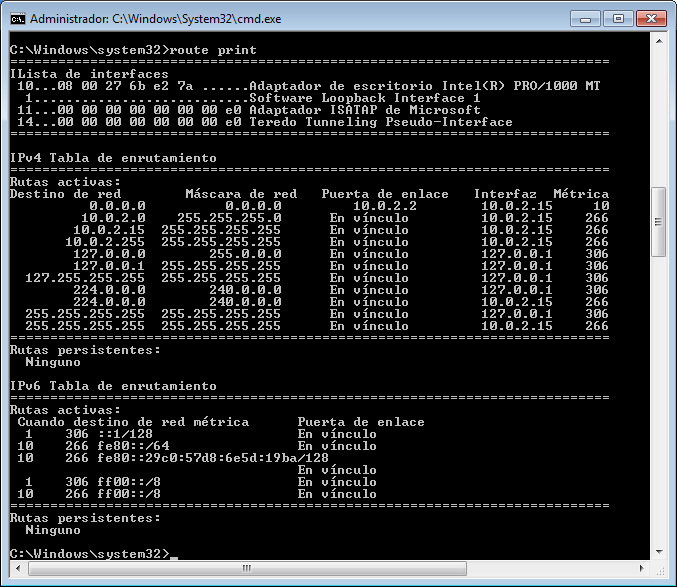 Administrador: C:\Windows\System32\cmd.exe
C:\Windows\system32>route print
===========================================================================
ILista de interfaces
 10...08 00 27 6b e2 7a ......Adaptador de escritorio Intel(R) PRO/1000 MT
  1...........................Software Loopback Interface 1
 11...00 00 00 00 00 00 00 e0 Adaptador ISATAP de Microsoft
 14...00 00 00 00 00 00 00 e0 Teredo Tunneling Pseudo-Interface
===========================================================================
IPv4 Tabla de enrutamiento
===========================================================================
Rutas activas:
Destino de red        Máscara de red   Puerta de enlace   Interfaz  Métrica
          0.0.0.0          0.0.0.0         10.0.2.2        10.0.2.15     10
         10.0.2.0    255.255.255.0      En vínculo         10.0.2.15    266
        10.0.2.15  255.255.255.255      En vínculo         10.0.2.15    266
       10.0.2.255  255.255.255.255      En vínculo         10.0.2.15    266
        127.0.0.0        255.0.0.0      En vínculo         127.0.0.1    306
        127.0.0.1  255.255.255.255      En vínculo         127.0.0.1    306
  127.255.255.255  255.255.255.255      En vínculo         127.0.0.1    306
        224.0.0.0        240.0.0.0      En vínculo         127.0.0.1    306
        224.0.0.0        240.0.0.0      En vínculo         10.0.2.15    266
  255.255.255.255  255.255.255.255      En vínculo         127.0.0.1    306
  255.255.255.255  255.255.255.255      En vínculo         10.0.2.15    266
===========================================================================
Rutas persistentes:
  Ninguno
IPv6 Tabla de enrutamiento
===========================================================================
Rutas activas:
 Cuando destino de red métrica      Puerta de enlace
  1    306 ::1/128                  En vínculo
 10    266 fe80::/64                En vínculo
 10    266 fe80::29c0:57d8:6e5d:19ba/128
                                    En vínculo
  1    306 ff00::/8                 En vínculo
 10    266 ff00::/8                 En vínculo
===========================================================================
Rutas persistentes:
  Ninguno
C:\Windows\system32>_